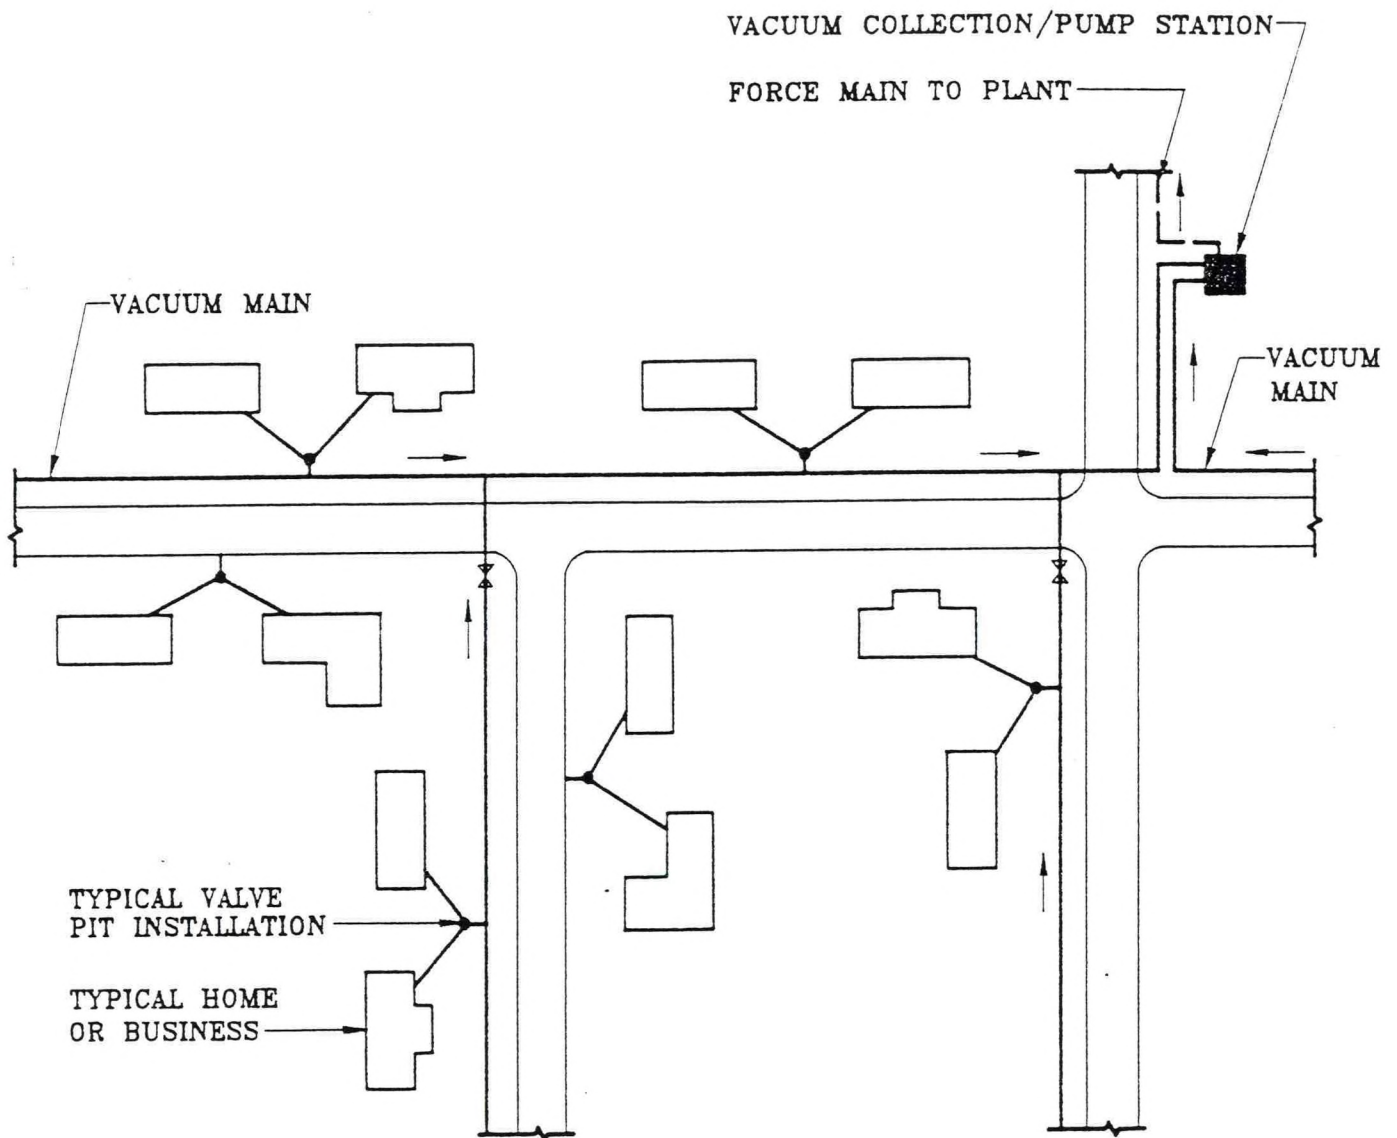 VACUUM COLLECTION/PUMP STATION
FORCE MAIN TO PLANT
VACUUM MAIN
VACUUM
MAIN
TYPICAL VALVE
PIT INSTALLATION
TYPICAL HOME
OR BUSINESS